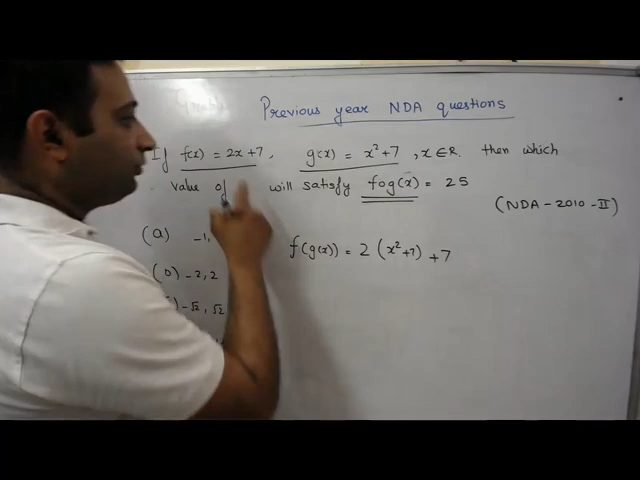 Previous year NDA questions
If f(x) = 2x+7, g(x) = x²+7, x∈R. then which
value of will satisfy fog(x) = 25
(NDA-2010-II)
(a) -1,
f(g(x)) = 2(x²+7) +7
(b) -2, 2
-√2, √2